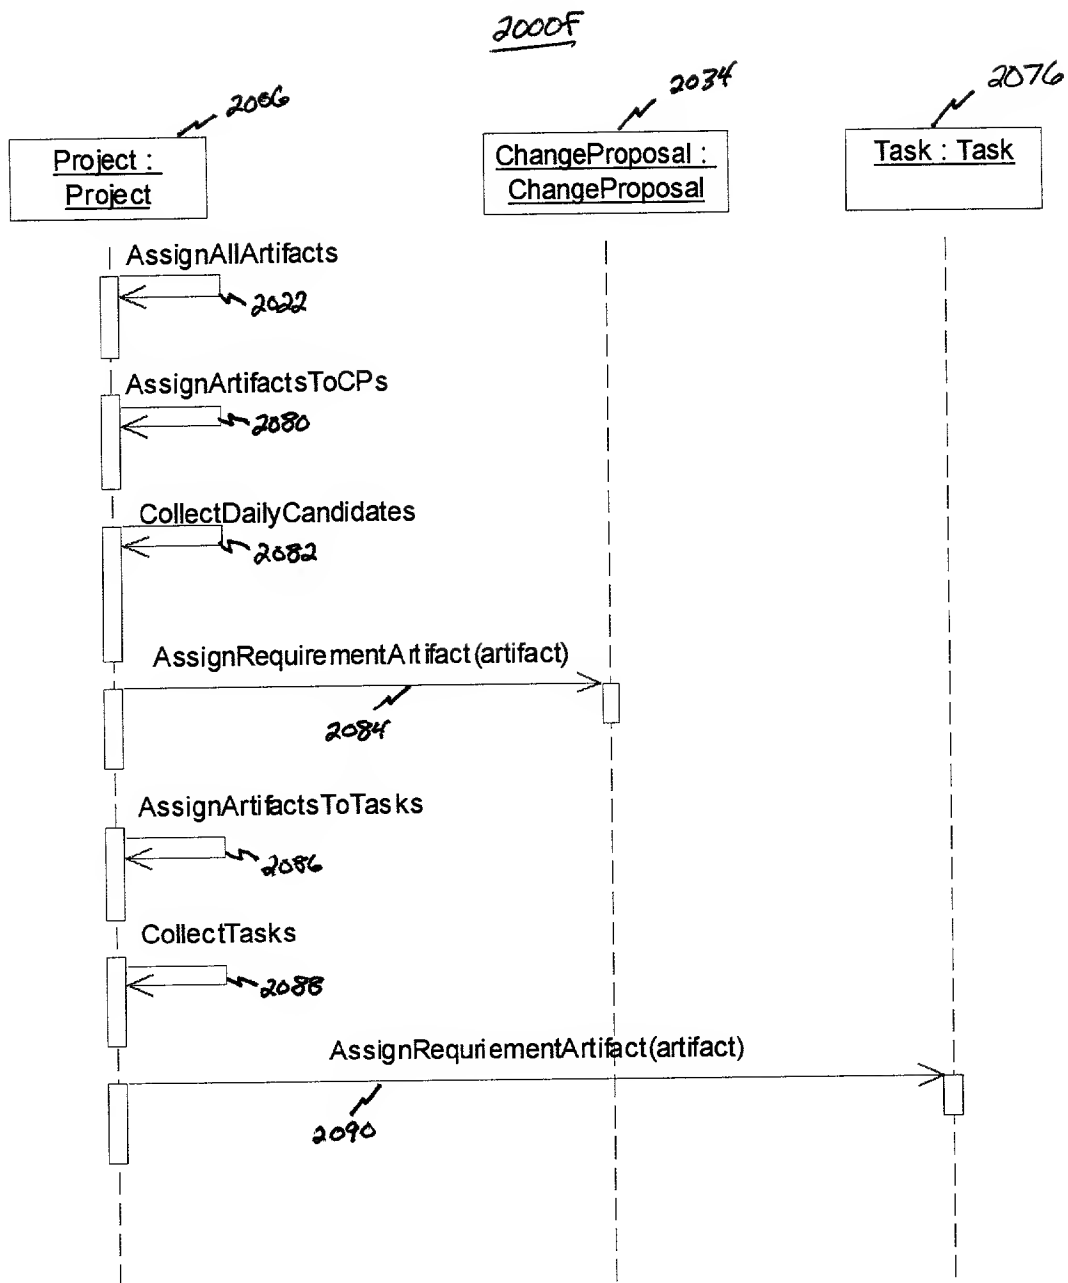 2000F
2006
2034
2076
Project :
Project
ChangeProposal :
ChangeProposal
Task : Task
AssignAllArtifacts
2022
AssignArtifactsToCPs
2080
CollectDailyCandidates
2082
AssignRequirementArtifact(artifact)
2084
AssignArtifactsToTasks
2086
CollectTasks
2088
AssignRequriementArtifact(artifact)
2090